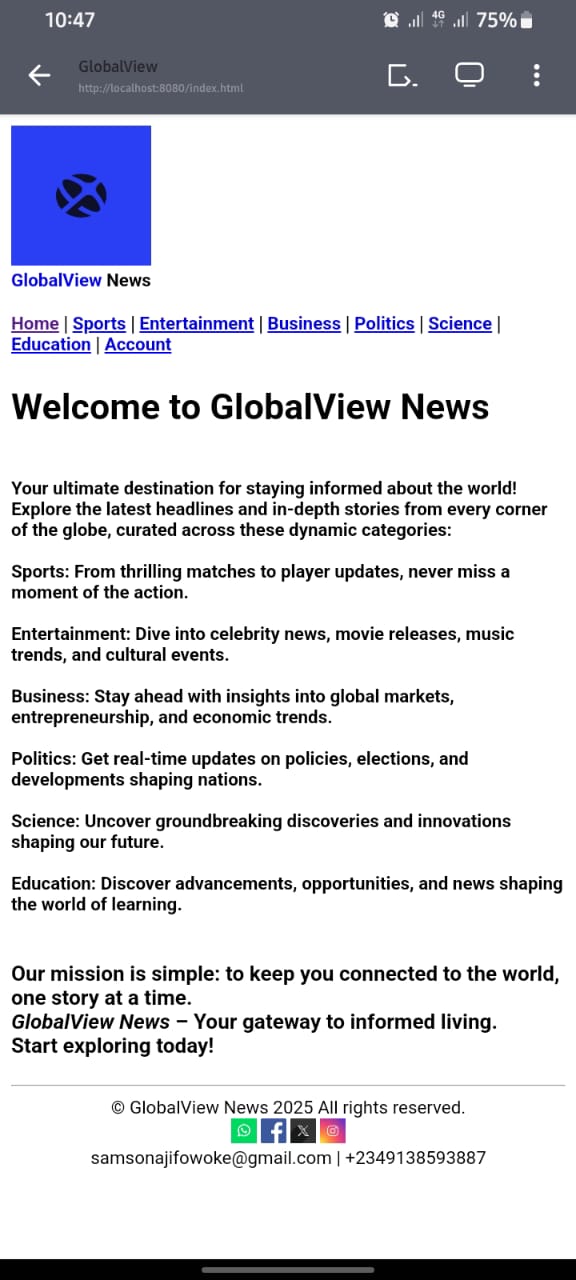 10:47
4G
75%
GlobalView
http://localhost:8080/index.html
GlobalView News
Home | Sports | Entertainment | Business | Politics | Science |
Education | Account
Welcome to GlobalView News
Your ultimate destination for staying informed about the world!
Explore the latest headlines and in-depth stories from every corner
of the globe, curated across these dynamic categories:
Sports: From thrilling matches to player updates, never miss a
moment of the action.
Entertainment: Dive into celebrity news, movie releases, music
trends, and cultural events.
Business: Stay ahead with insights into global markets,
entrepreneurship, and economic trends.
Politics: Get real-time updates on policies, elections, and
developments shaping nations.
Science: Uncover groundbreaking discoveries and innovations
shaping our future.
Education: Discover advancements, opportunities, and news shaping
the world of learning.
Our mission is simple: to keep you connected to the world,
one story at a time.
GlobalView News – Your gateway to informed living.
Start exploring today!
© GlobalView News 2025 All rights reserved.
samsonajifowoke@gmail.com | +2349138593887